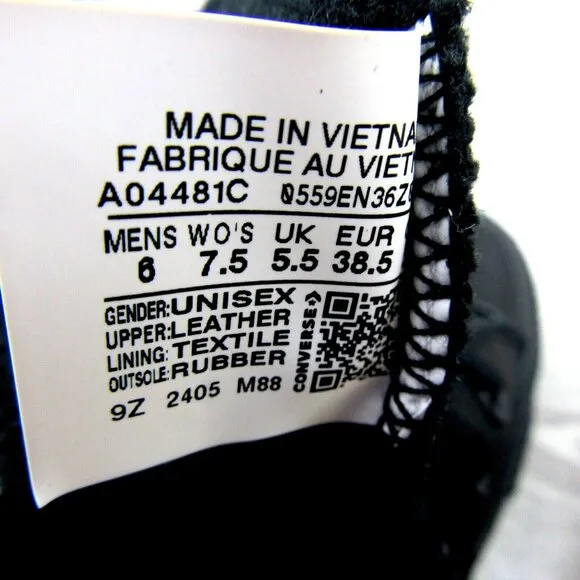 MADE IN VIETNA
FABRIQUE AU VIET
A04481C 0559EN36Z
MENS WO'S UK EUR
6 7.5 5.5 38.5
GENDER:UNISEX
UPPER:LEATHER
LINING:TEXTILE
OUTSOLE:RUBBER
9Z 2405 M88
CONVERSE